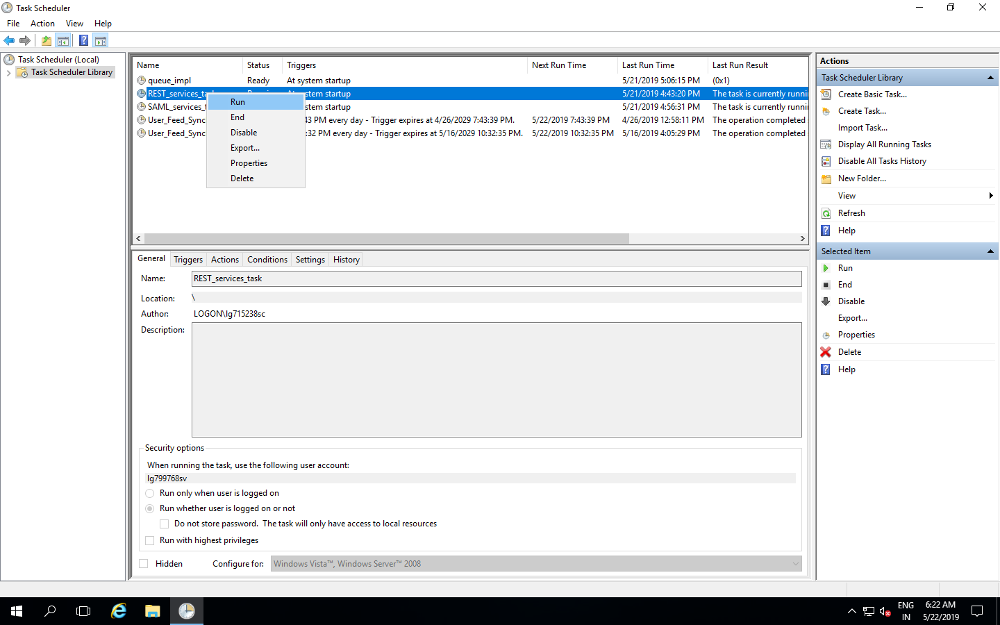 Task Scheduler
File Action View Help
Task Scheduler (Local)
Task Scheduler Library
Name Status Triggers Next Run Time Last Run Time Last Run Result
queue_impl Ready At system startup 5/21/2019 5:06:15 PM (0x1)
REST_services_ta system startup 5/21/2019 4:43:20 PM The task is currently runnin
SAML_services_t stem startup 5/21/2019 4:56:31 PM The task is currently runnin
User_Feed_Sync 43 PM every day - Trigger expires at 4/26/2029 7:43:39 PM. 5/22/2019 7:43:39 PM 4/26/2019 12:58:11 PM The operation completed s
User_Feed_Sync :32 PM every day - Trigger expires at 5/16/2029 10:32:35 PM. 5/22/2019 10:32:35 PM 5/16/2019 4:05:29 PM The operation completed s
Run
End
Disable
Export...
Properties
Delete
General Triggers Actions Conditions Settings History
Name: REST_services_task
Location: \
Author: LOGON\lg715238sc
Description:
Security options
When running the task, use the following user account:
lg799768sv
Run only when user is logged on
Run whether user is logged on or not
Do not store password. The task will only have access to local resources
Run with highest privileges
Hidden Configure for: Windows Vista™, Windows Server™ 2008
Actions
Task Scheduler Library
Create Basic Task...
Create Task...
Import Task...
Display All Running Tasks
Disable All Tasks History
New Folder...
View
Refresh
Help
Selected Item
Run
End
Disable
Export...
Properties
Delete
Help
ENG
IN
6:22 AM
5/22/2019